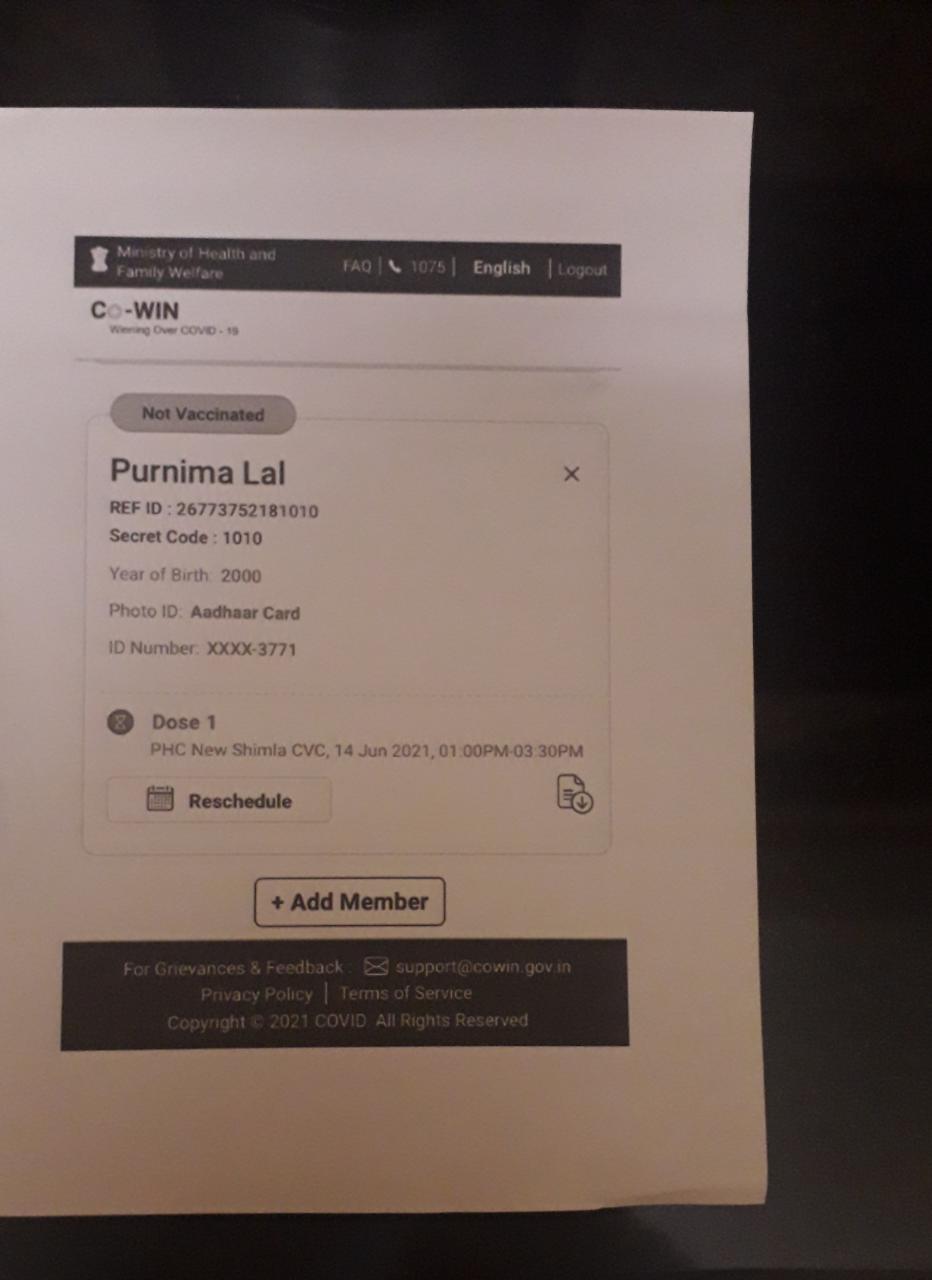 Ministry of Health and
Family Welfare
FAQ | 1075 | English | Logout
Co-WIN
Winning Over COVID - 19
Not Vaccinated
Purnima Lal
REF ID : 26773752181010
Secret Code : 1010
Year of Birth: 2000
Photo ID: Aadhaar Card
ID Number: XXXX-3771
Dose 1
PHC New Shimla CVC, 14 Jun 2021, 01:00PM-03:30PM
Reschedule
+ Add Member
For Grievances & Feedback : support@cowin.gov.in
Privacy Policy | Terms of Service
Copyright © 2021 COVID. All Rights Reserved